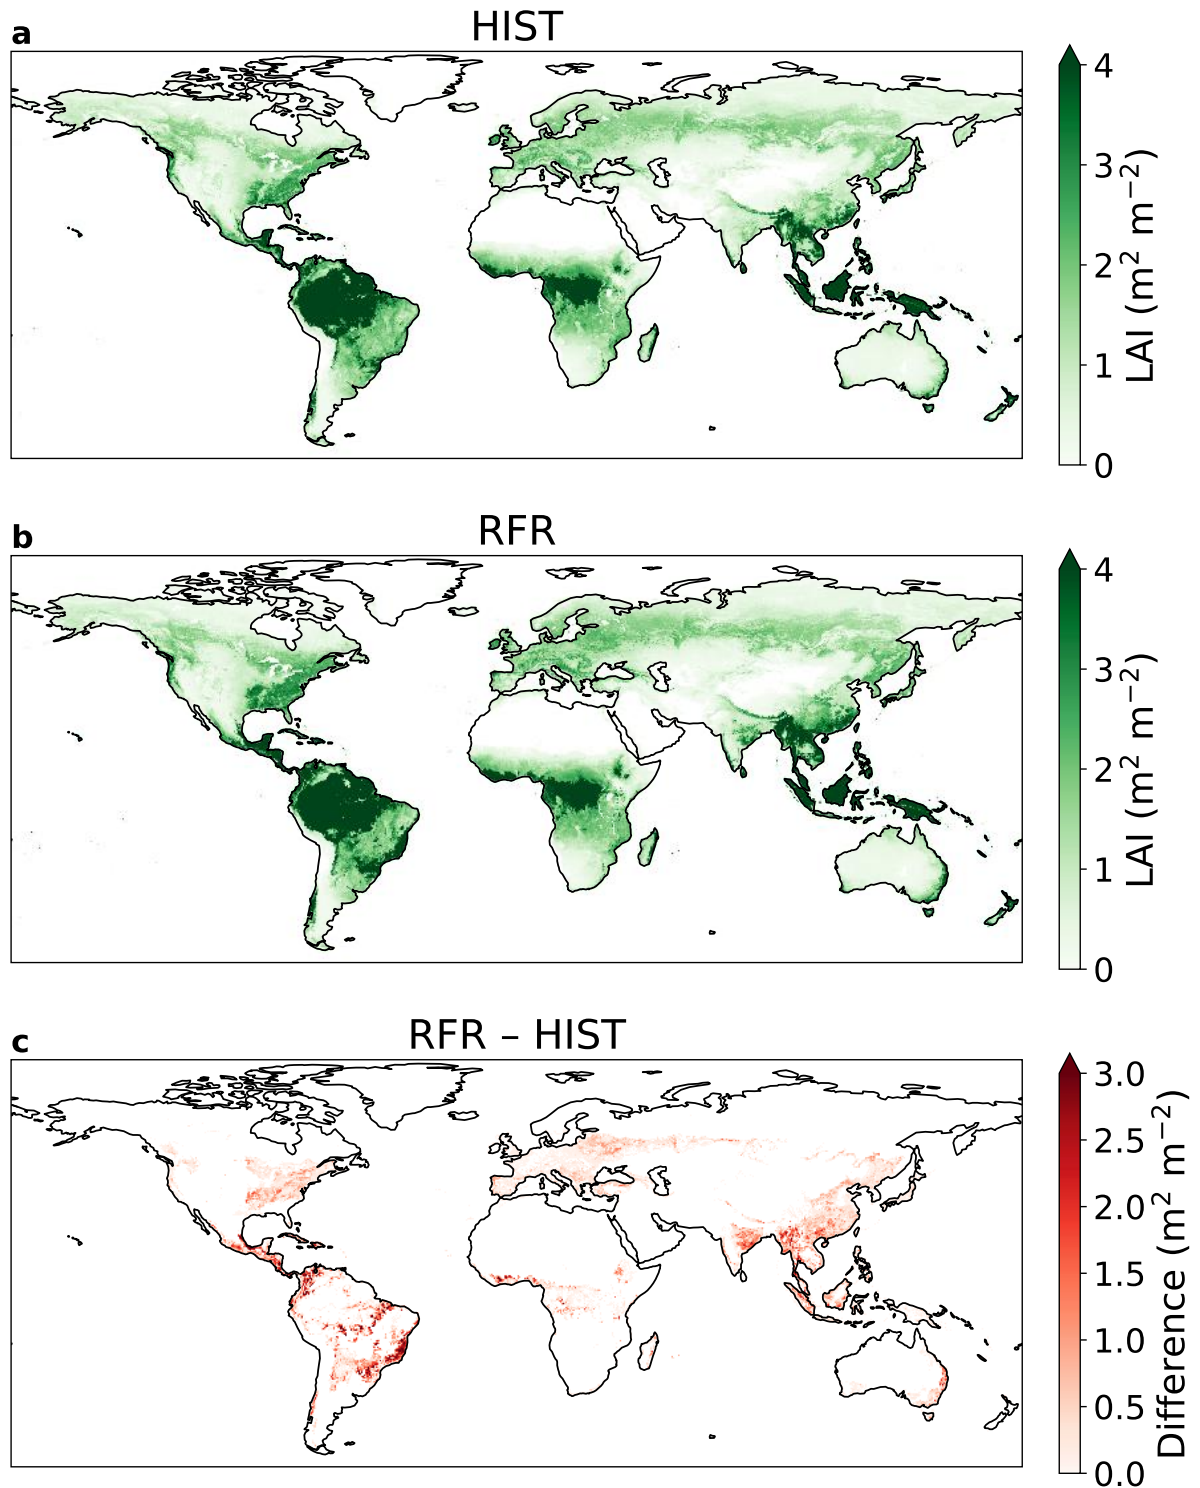 a
HIST
4
3
2
1
0
LAI (m² m⁻²)
b
RFR
4
3
2
1
0
LAI (m² m⁻²)
c
RFR – HIST
3.0
2.5
2.0
1.5
1.0
0.5
0.0
Difference (m² m⁻²)